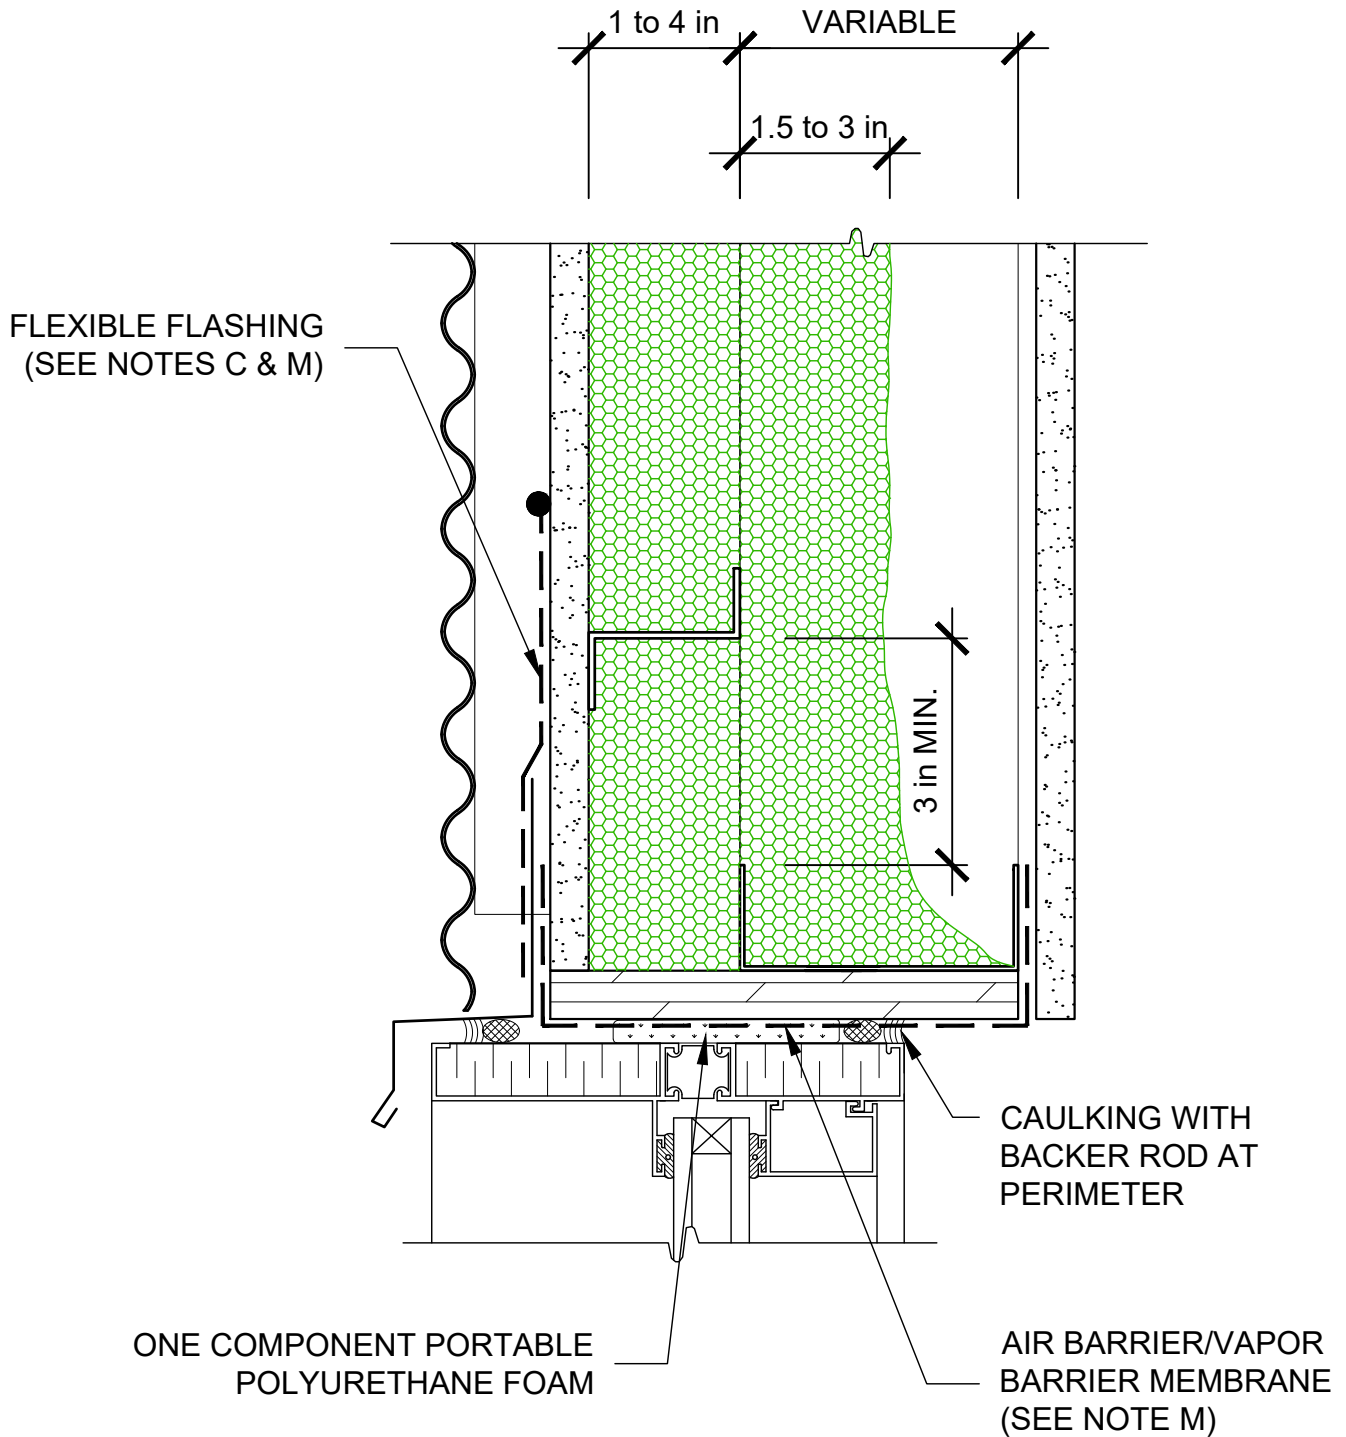 1 to 4 in
VARIABLE
1.5 to 3 in
FLEXIBLE FLASHING
(SEE NOTES C & M)
3 in MIN.
CAULKING WITH
BACKER ROD AT
PERIMETER
ONE COMPONENT PORTABLE
POLYURETHANE FOAM
AIR BARRIER/VAPOR
BARRIER MEMBRANE
(SEE NOTE M)